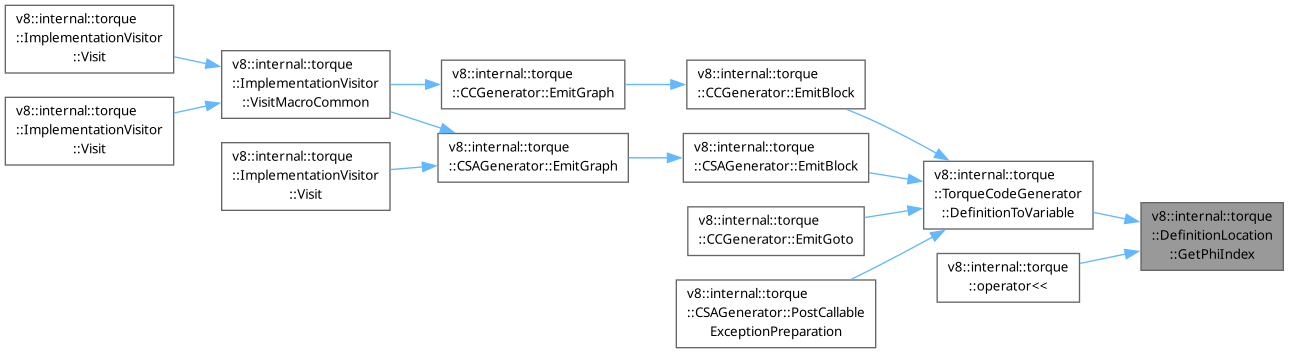 v8::internal::torque
::ImplementationVisitor
::Visit
v8::internal::torque
::ImplementationVisitor
::Visit
v8::internal::torque
::ImplementationVisitor
::VisitMacroCommon
v8::internal::torque
::ImplementationVisitor
::Visit
v8::internal::torque
::CCGenerator::EmitGraph
v8::internal::torque
::CSAGenerator::EmitGraph
v8::internal::torque
::CCGenerator::EmitBlock
v8::internal::torque
::CSAGenerator::EmitBlock
v8::internal::torque
::CCGenerator::EmitGoto
v8::internal::torque
::CSAGenerator::PostCallable
ExceptionPreparation
v8::internal::torque
::TorqueCodeGenerator
::DefinitionToVariable
v8::internal::torque
::operator<<
v8::internal::torque
::DefinitionLocation
::GetPhiIndex